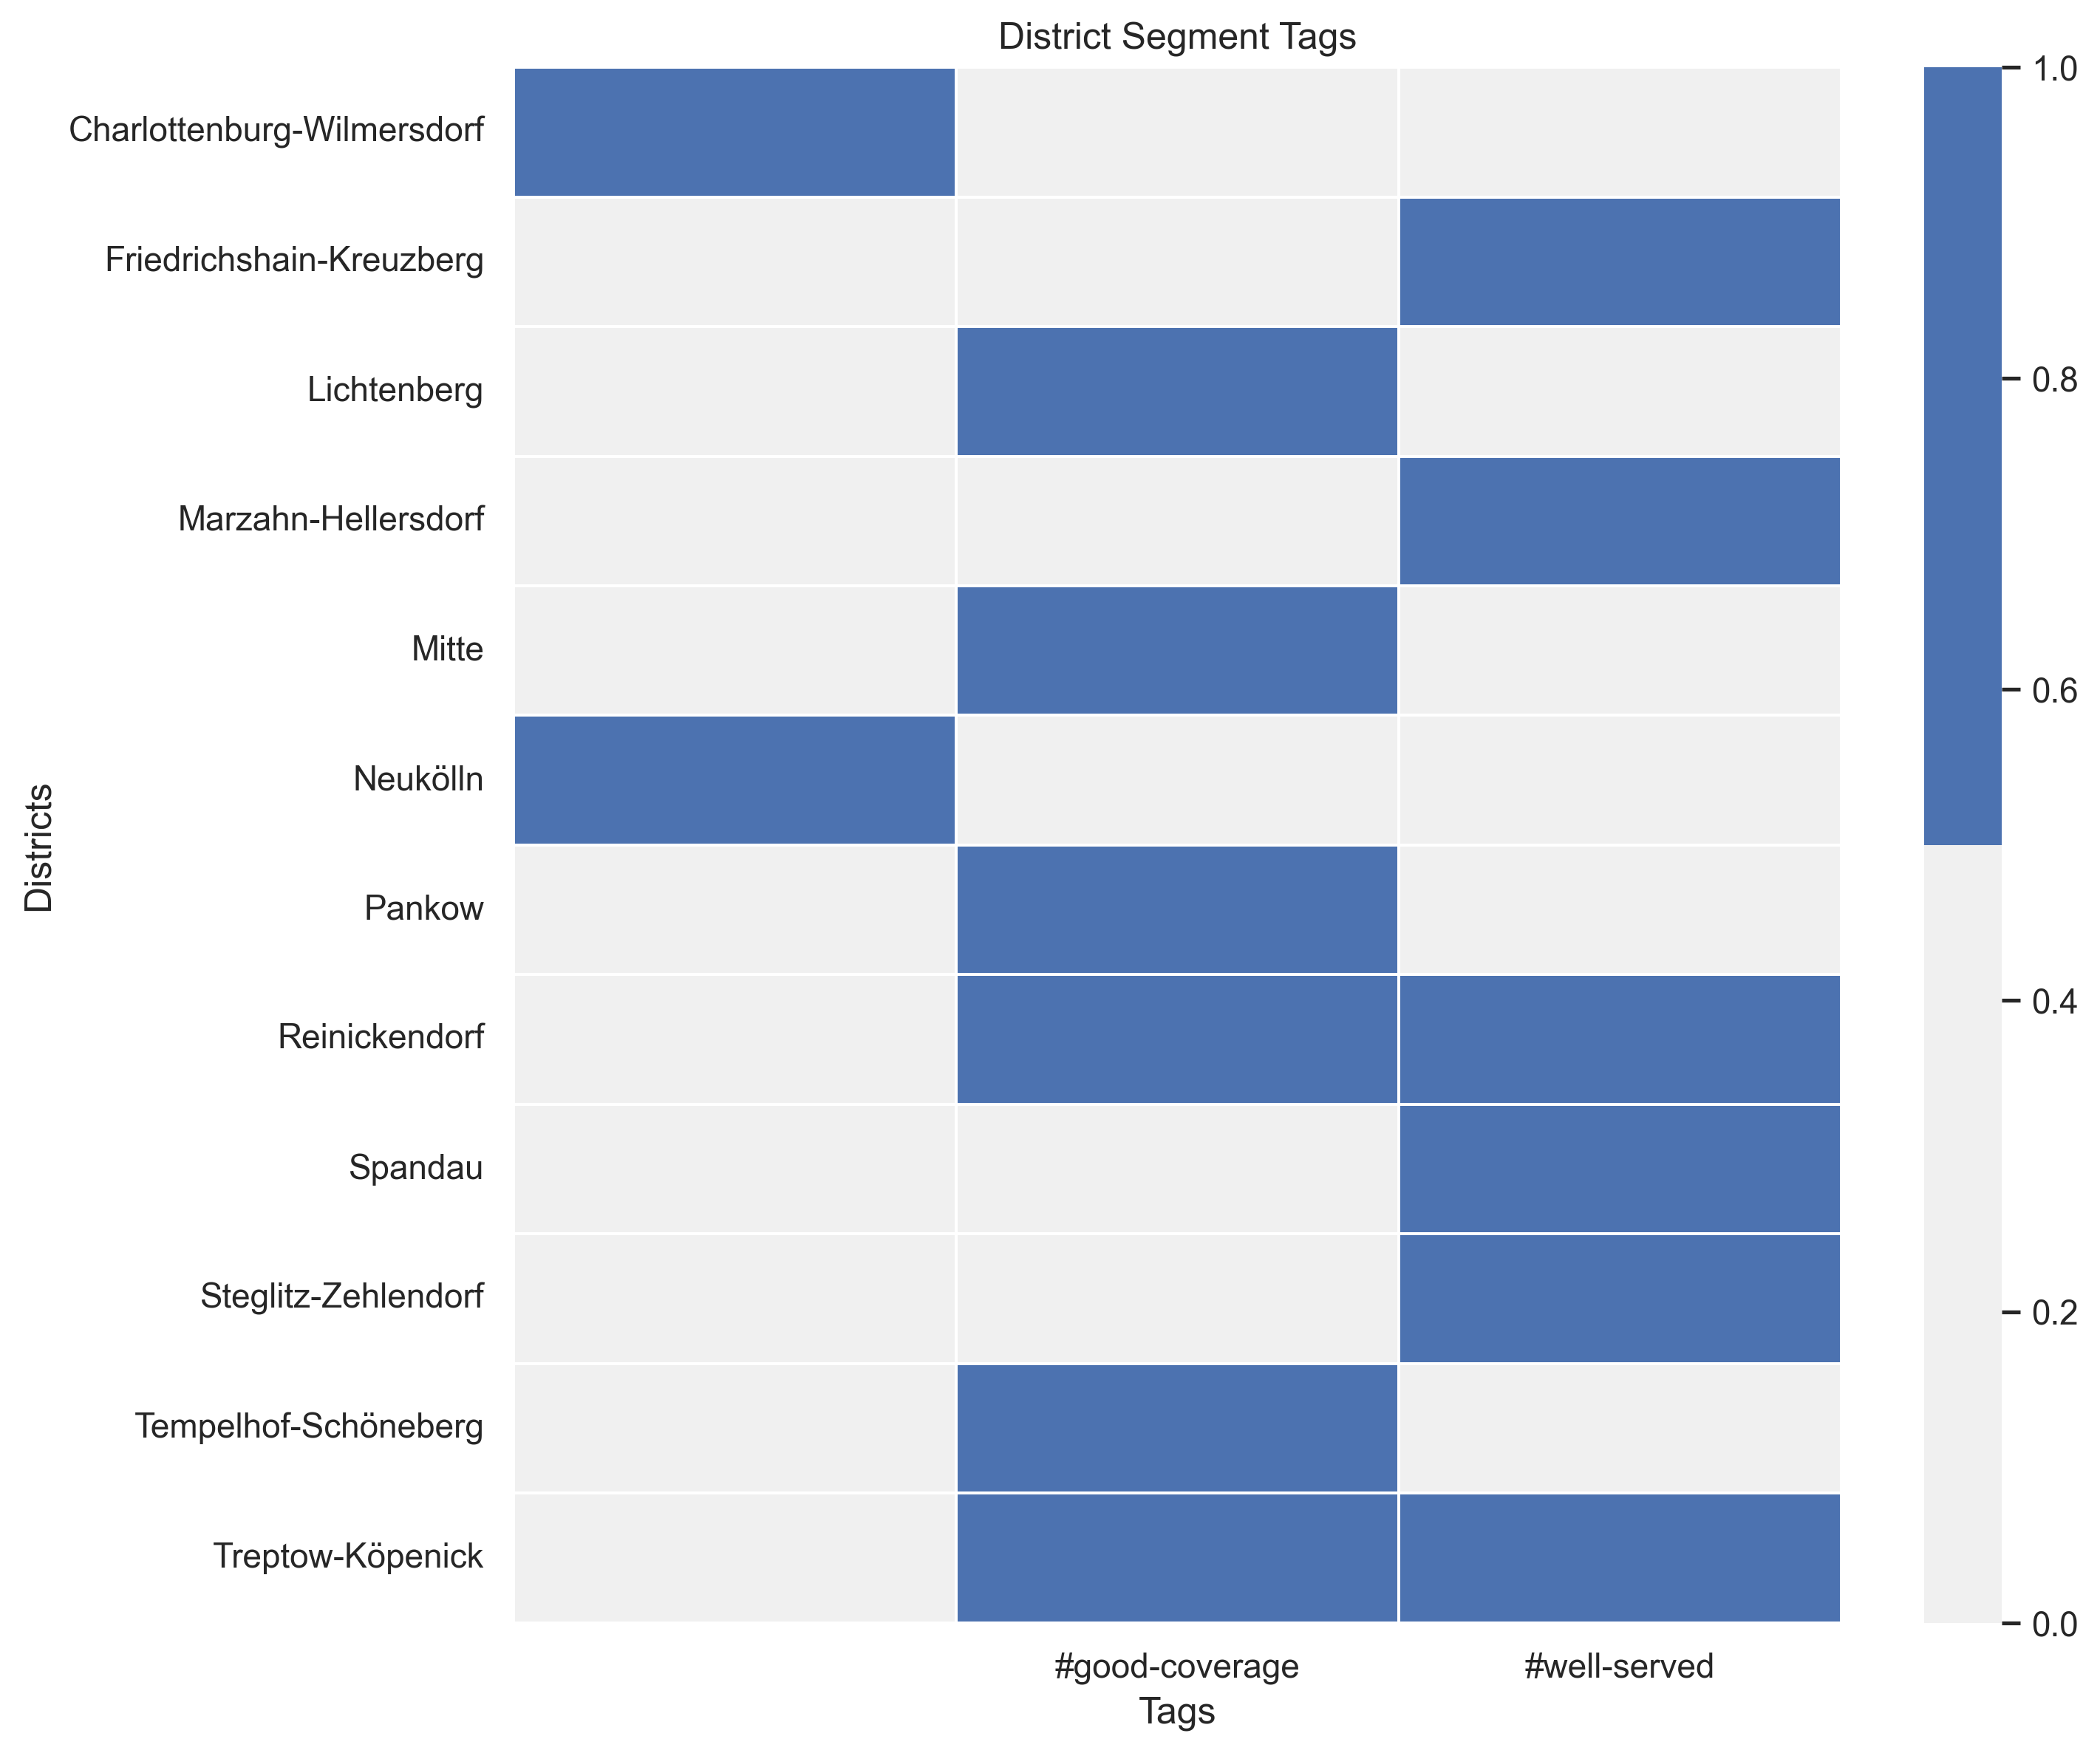 District Segment Tags
Charlottenburg-Wilmersdorf
Friedrichshain-Kreuzberg
Lichtenberg
Marzahn-Hellersdorf
Mitte
Neukölln
Pankow
Reinickendorf
Spandau
Steglitz-Zehlendorf
Tempelhof-Schöneberg
Treptow-Köpenick
Districts
#good-coverage
#well-served
Tags
1.0
0.8
0.6
0.4
0.2
0.0